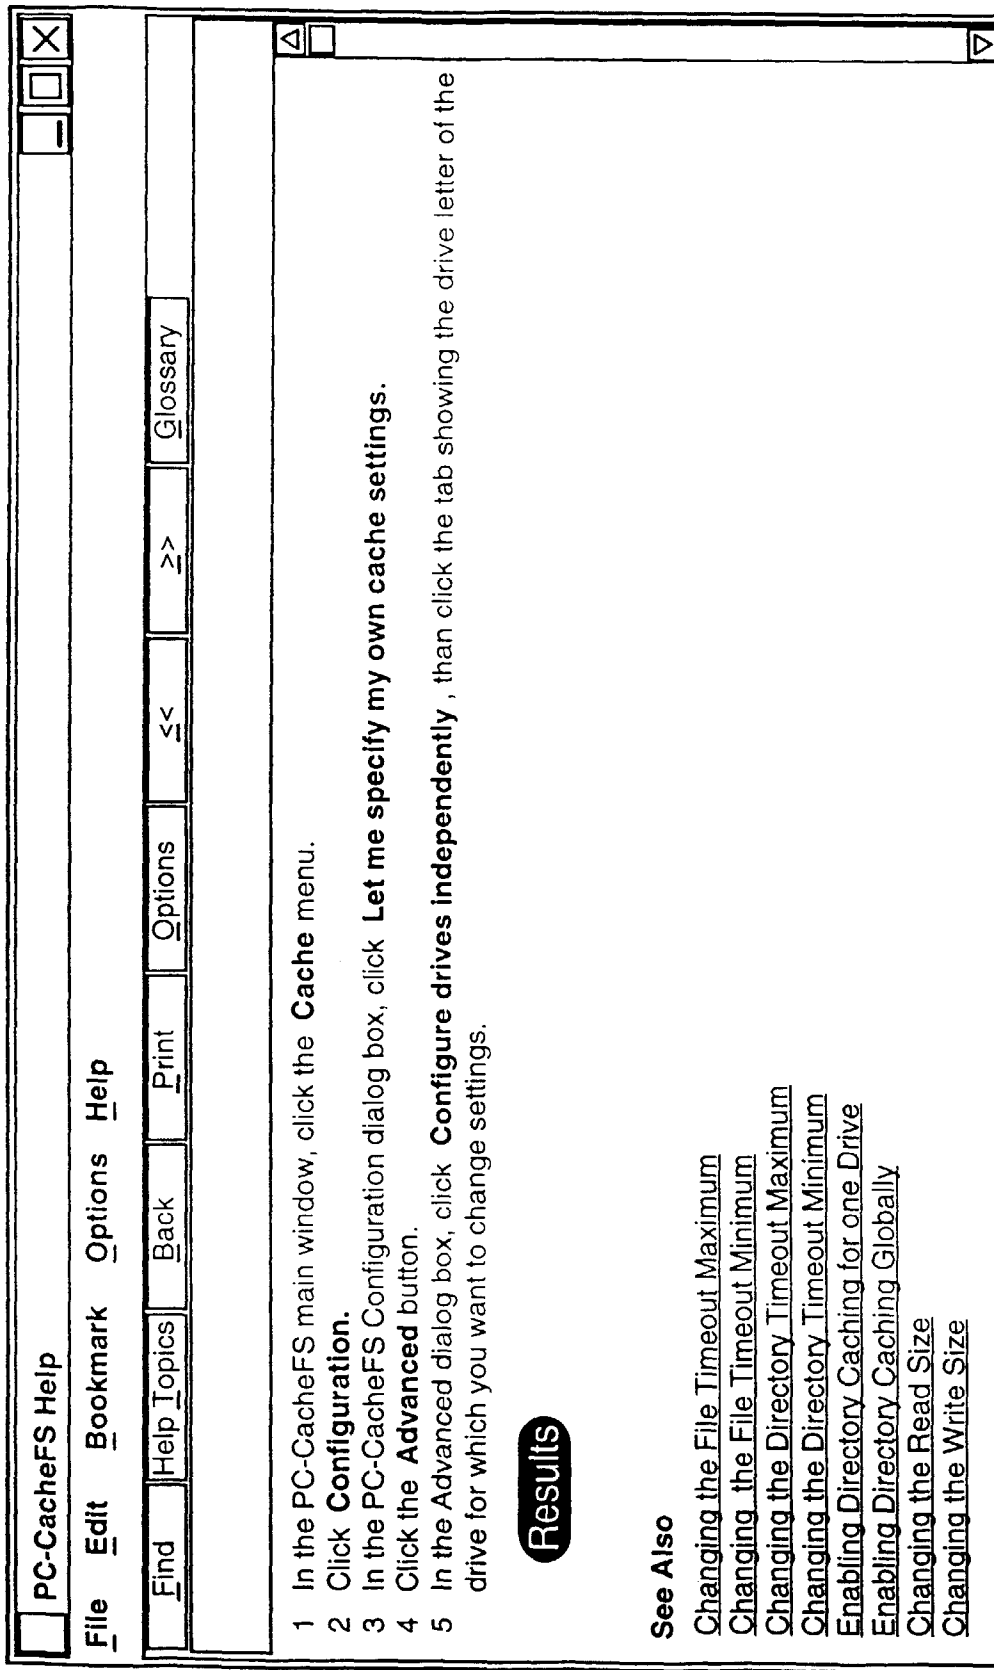 PC-CacheFS Help
File Edit Bookmark Options Help
Find Help Topics Back Print Options << >> Glossary
1 In the PC-CacheFS main window, click the Cache menu.
2 Click Configuration.
3 In the PC-CacheFS Configuration dialog box, click Let me specify my own cache settings.
4 Click the Advanced button.
5 In the Advanced dialog box, click Configure drives independently , than click the tab showing the drive letter of the
drive for which you want to change settings.
Results
See Also
Changing the File Timeout Maximum
Changing the File Timeout Minimum
Changing the Directory Timeout Maximum
Changing the Directory Timeout Minimum
Enabling Directory Caching for one Drive
Enabling Directory Caching Globally
Changing the Read Size
Changing the Write Size